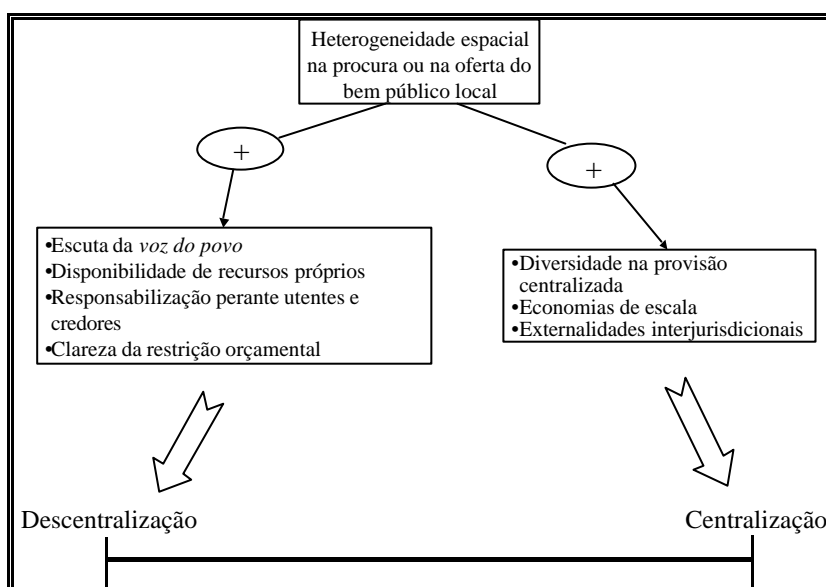 Heterogeneidade espacial
na procura ou na oferta do
bem público local
+
+
•Escuta da voz do povo
•Disponibilidade de recursos próprios
•Responsabilização perante utentes e
credores
•Clareza da restrição orçamental
•Diversidade na provisão
centralizada
•Economias de escala
•Externalidades interjurisdicionais
Descentralização
Centralização